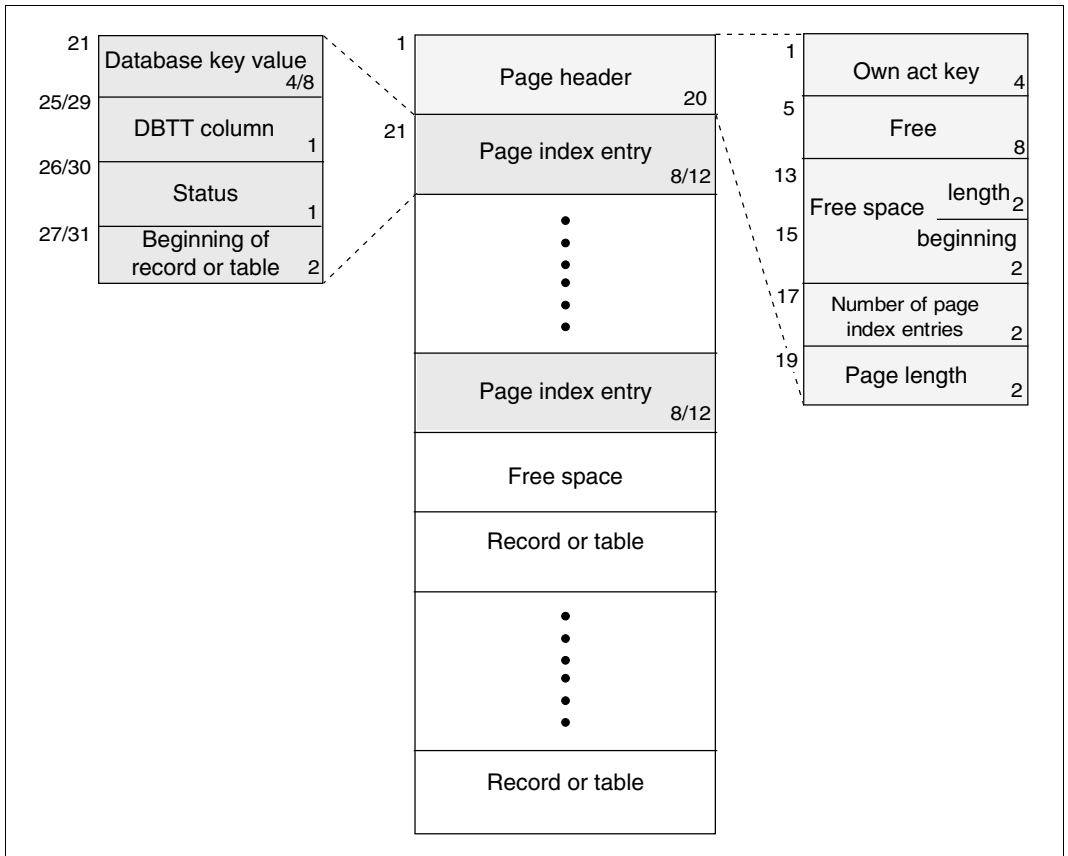 21
Database key value
4/8
25/29
DBTT column
1
26/30
Status
1
27/31
Beginning of
record or table
2
1
Page header
20
21
Page index entry
8/12
Page index entry
8/12
Free space
Record or table
Record or table
1
Own act key
4
5
Free
8
13
Free space
length
2
15
beginning
2
17
Number of page
index entries
2
19
Page length
2